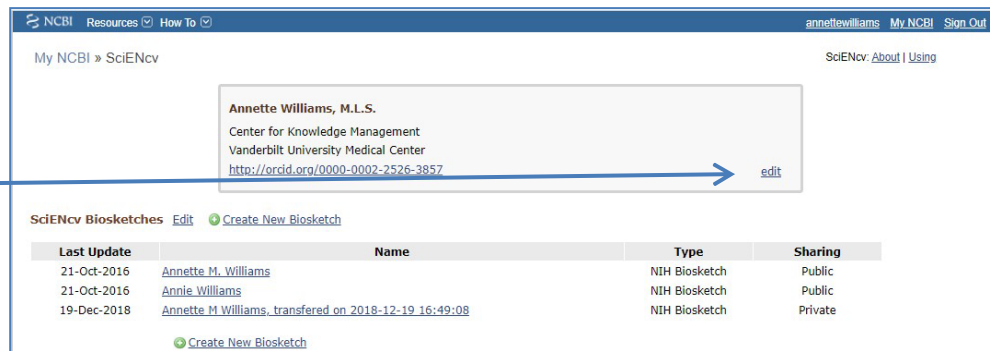 NCBI Resources How To annettewilliams My NCBI Sign Out
My NCBI » SciENcv SciENcv: About | Using
Annette Williams, M.L.S.
Center for Knowledge Management
Vanderbilt University Medical Center
http://orcid.org/0000-0002-2526-3857 edit
SciENcv Biosketches Edit Create New Biosketch
Last Update Name Type Sharing
21-Oct-2016 Annette M. Williams NIH Biosketch Public
21-Oct-2016 Annie Williams NIH Biosketch Public
19-Dec-2018 Annette M Williams, transfered on 2018-12-19 16:49:08 NIH Biosketch Private
Create New Biosketch